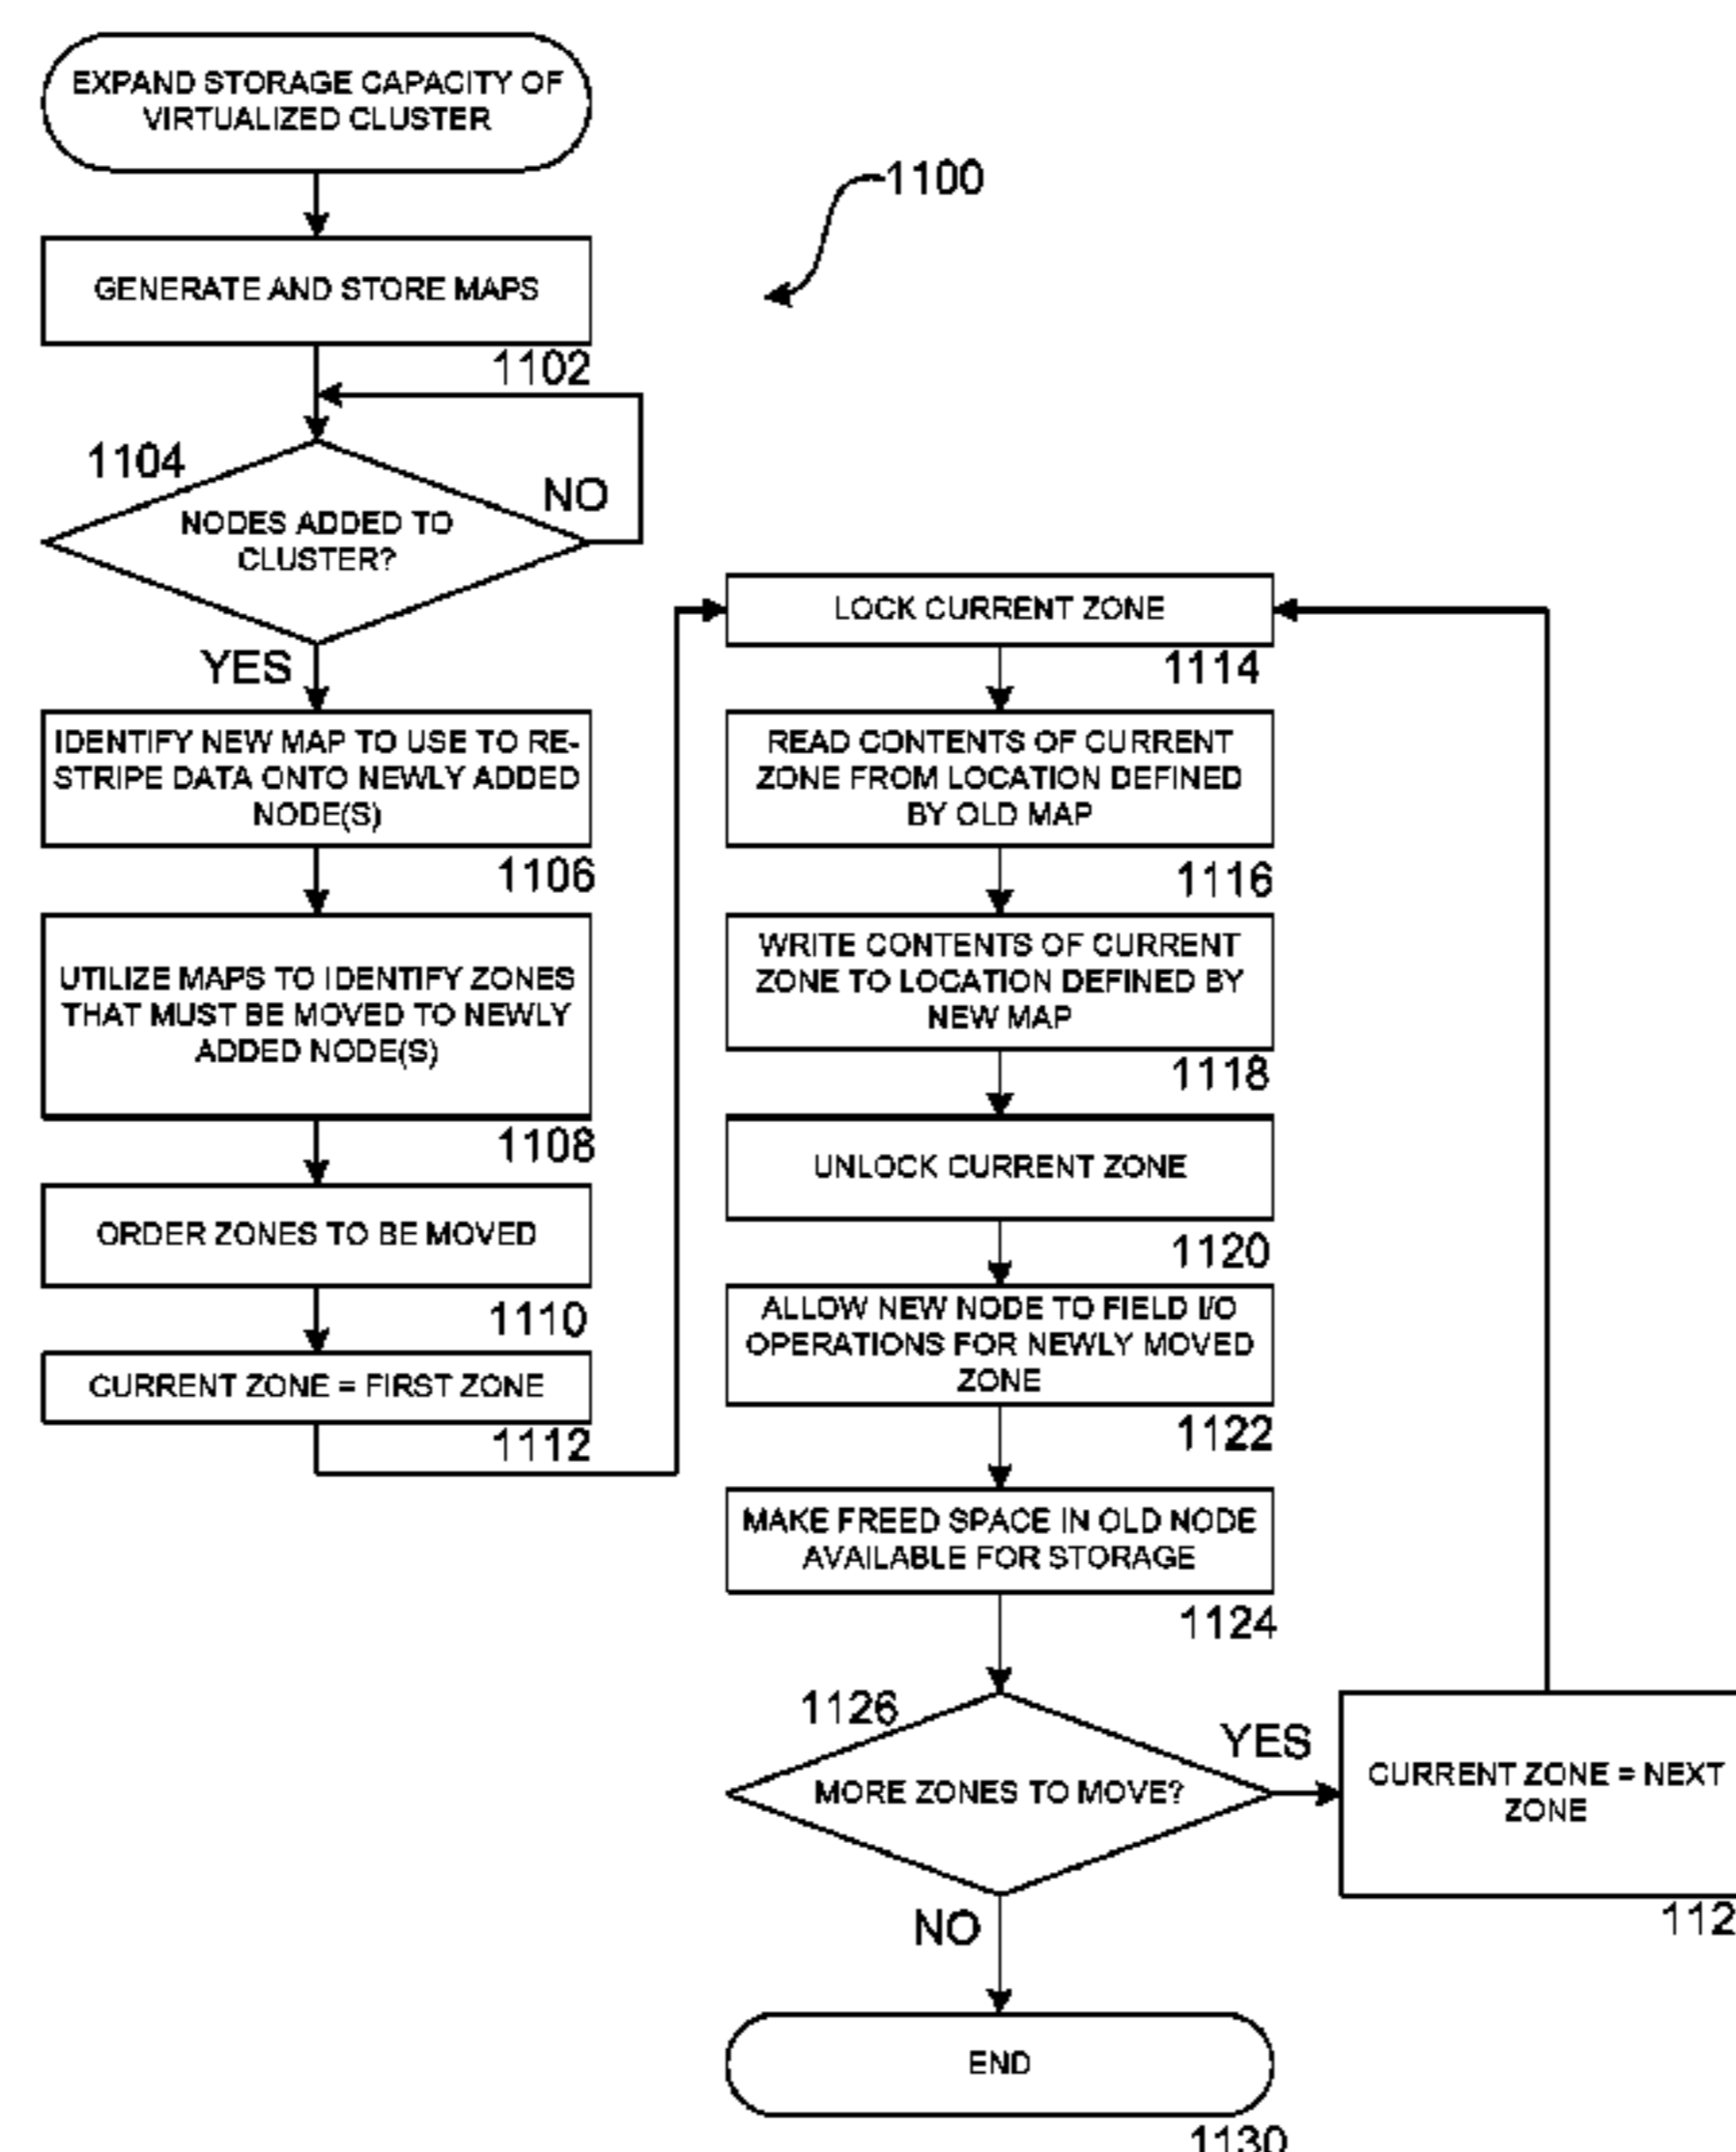 EXPAND STORAGE CAPACITY OF
VIRTUALIZED CLUSTER
1100
GENERATE AND STORE MAPS
1102
1104
NO
NODES ADDED TO
CLUSTER?
YES
IDENTIFY NEW MAP TO USE TO RE-
STRIPE DATA ONTO NEWLY ADDED
NODE(S)
1106
UTILIZE MAPS TO IDENTIFY ZONES
THAT MUST BE MOVED TO NEWLY
ADDED NODE(S)
1108
ORDER ZONES TO BE MOVED
1110
CURRENT ZONE = FIRST ZONE
1112
LOCK CURRENT ZONE
1114
READ CONTENTS OF CURRENT
ZONE FROM LOCATION DEFINED
BY OLD MAP
1116
WRITE CONTENTS OF CURRENT
ZONE TO LOCATION DEFINED BY
NEW MAP
1118
UNLOCK CURRENT ZONE
1120
ALLOW NEW NODE TO FIELD I/O
OPERATIONS FOR NEWLY MOVED
ZONE
1122
MAKE FREED SPACE IN OLD NODE
AVAILABLE FOR STORAGE
1124
1126
YES
MORE ZONES TO MOVE?
CURRENT ZONE = NEXT
ZONE
112
NO
END
1130